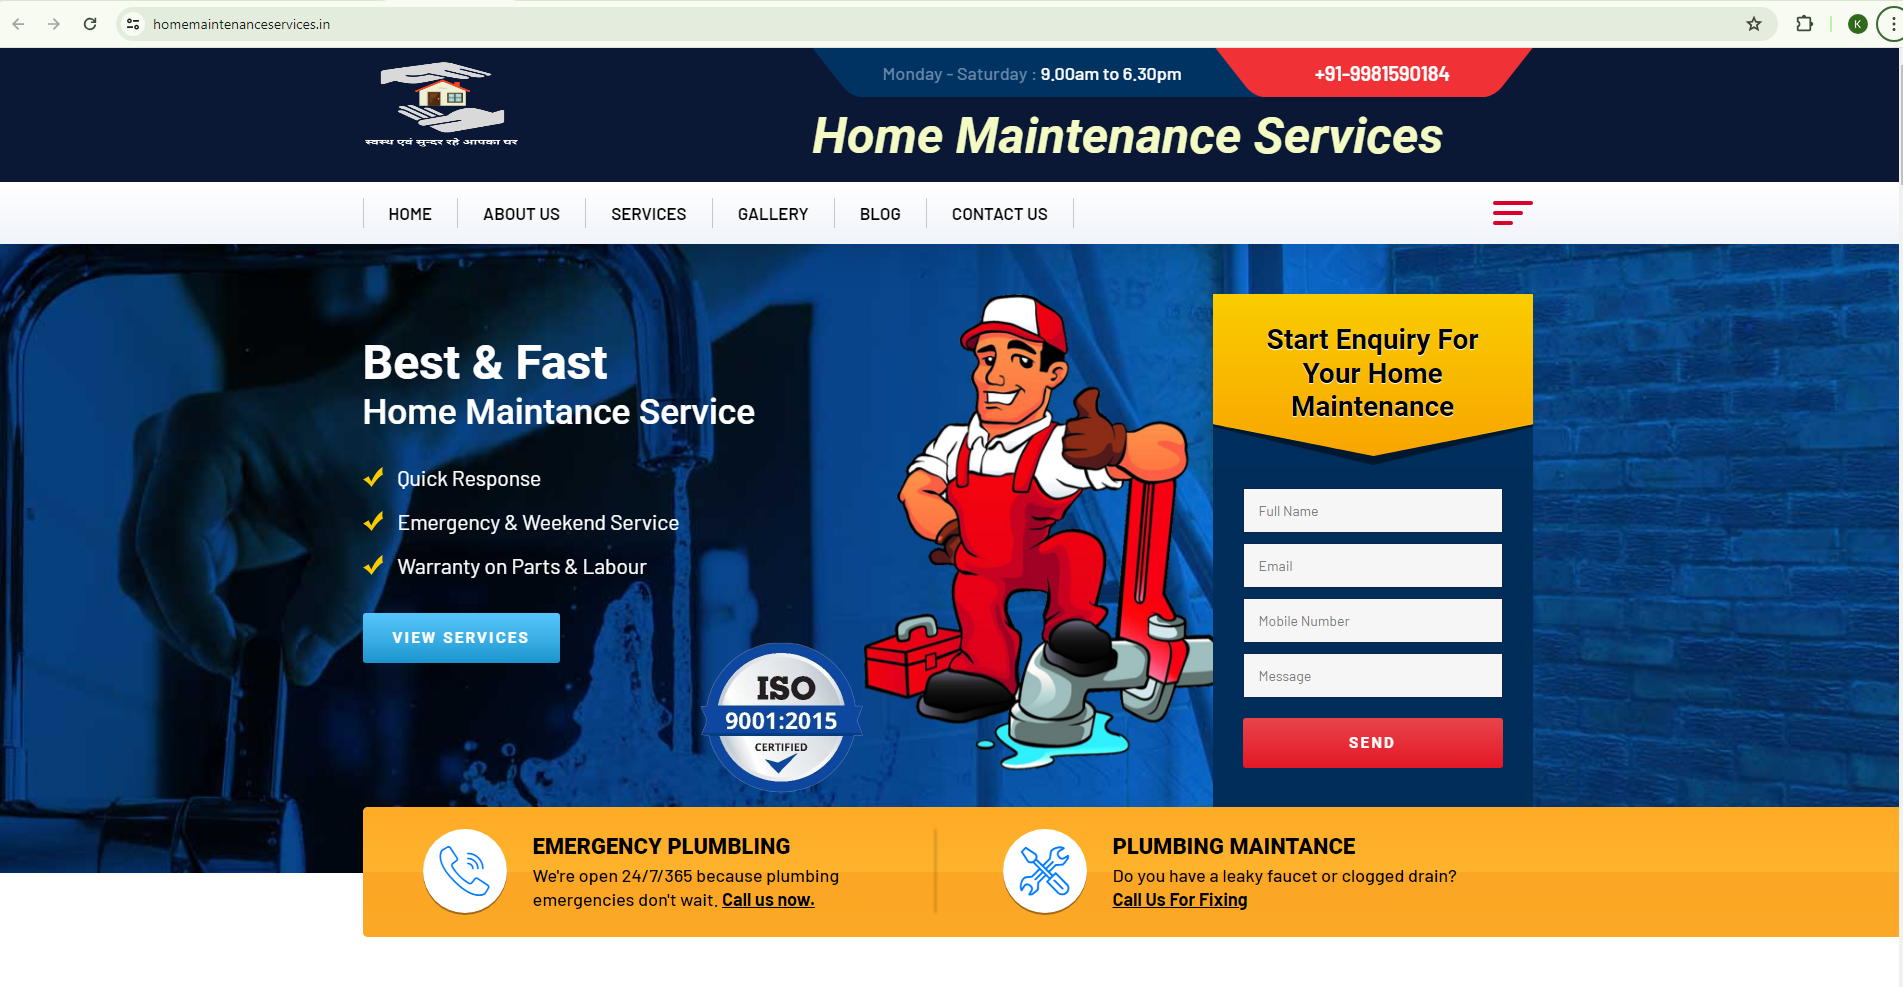 homemaintenanceservices.in
K
Monday - Saturday : 9.00am to 6.30pm
+91-9981590184
स्वस्थ एवं सुन्दर रहे आपका घर
Home Maintenance Services
HOME
ABOUT US
SERVICES
GALLERY
BLOG
CONTACT US
Best & Fast
Home Maintance Service
Quick Response
Emergency & Weekend Service
Warranty on Parts & Labour
VIEW SERVICES
ISO
9001:2015
CERTIFIED
Start Enquiry For
Your Home
Maintenance
Full Name
Email
Mobile Number
Message
SEND
EMERGENCY PLUMBLING
We're open 24/7/365 because plumbing
emergencies don't wait. Call us now.
PLUMBING MAINTANCE
Do you have a leaky faucet or clogged drain?
Call Us For Fixing